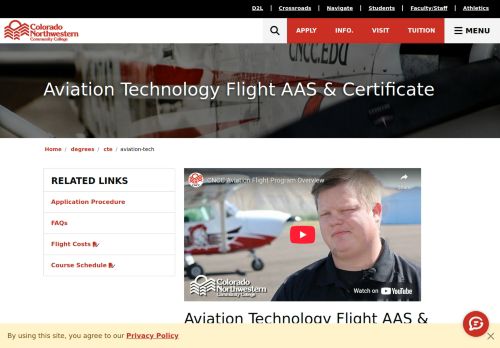 D2L | Crossroads | Navigate | Students | Faculty/Staff | Athletics
Colorado
Northwestern
Community College
APPLY INFO. VISIT TUITION MENU
CNCC.EDU
Aviation Technology Flight AAS & Certificate
Home / degrees / cte / aviation-tech
RELATED LINKS
Application Procedure
FAQs
Flight Costs
Course Schedule
CNCC Aviation Flight Program Overview
Share
Colorado
Northwestern
Community College
Watch on YouTube
Aviation Technology Flight AAS &
By using this site, you agree to our Privacy Policy
×